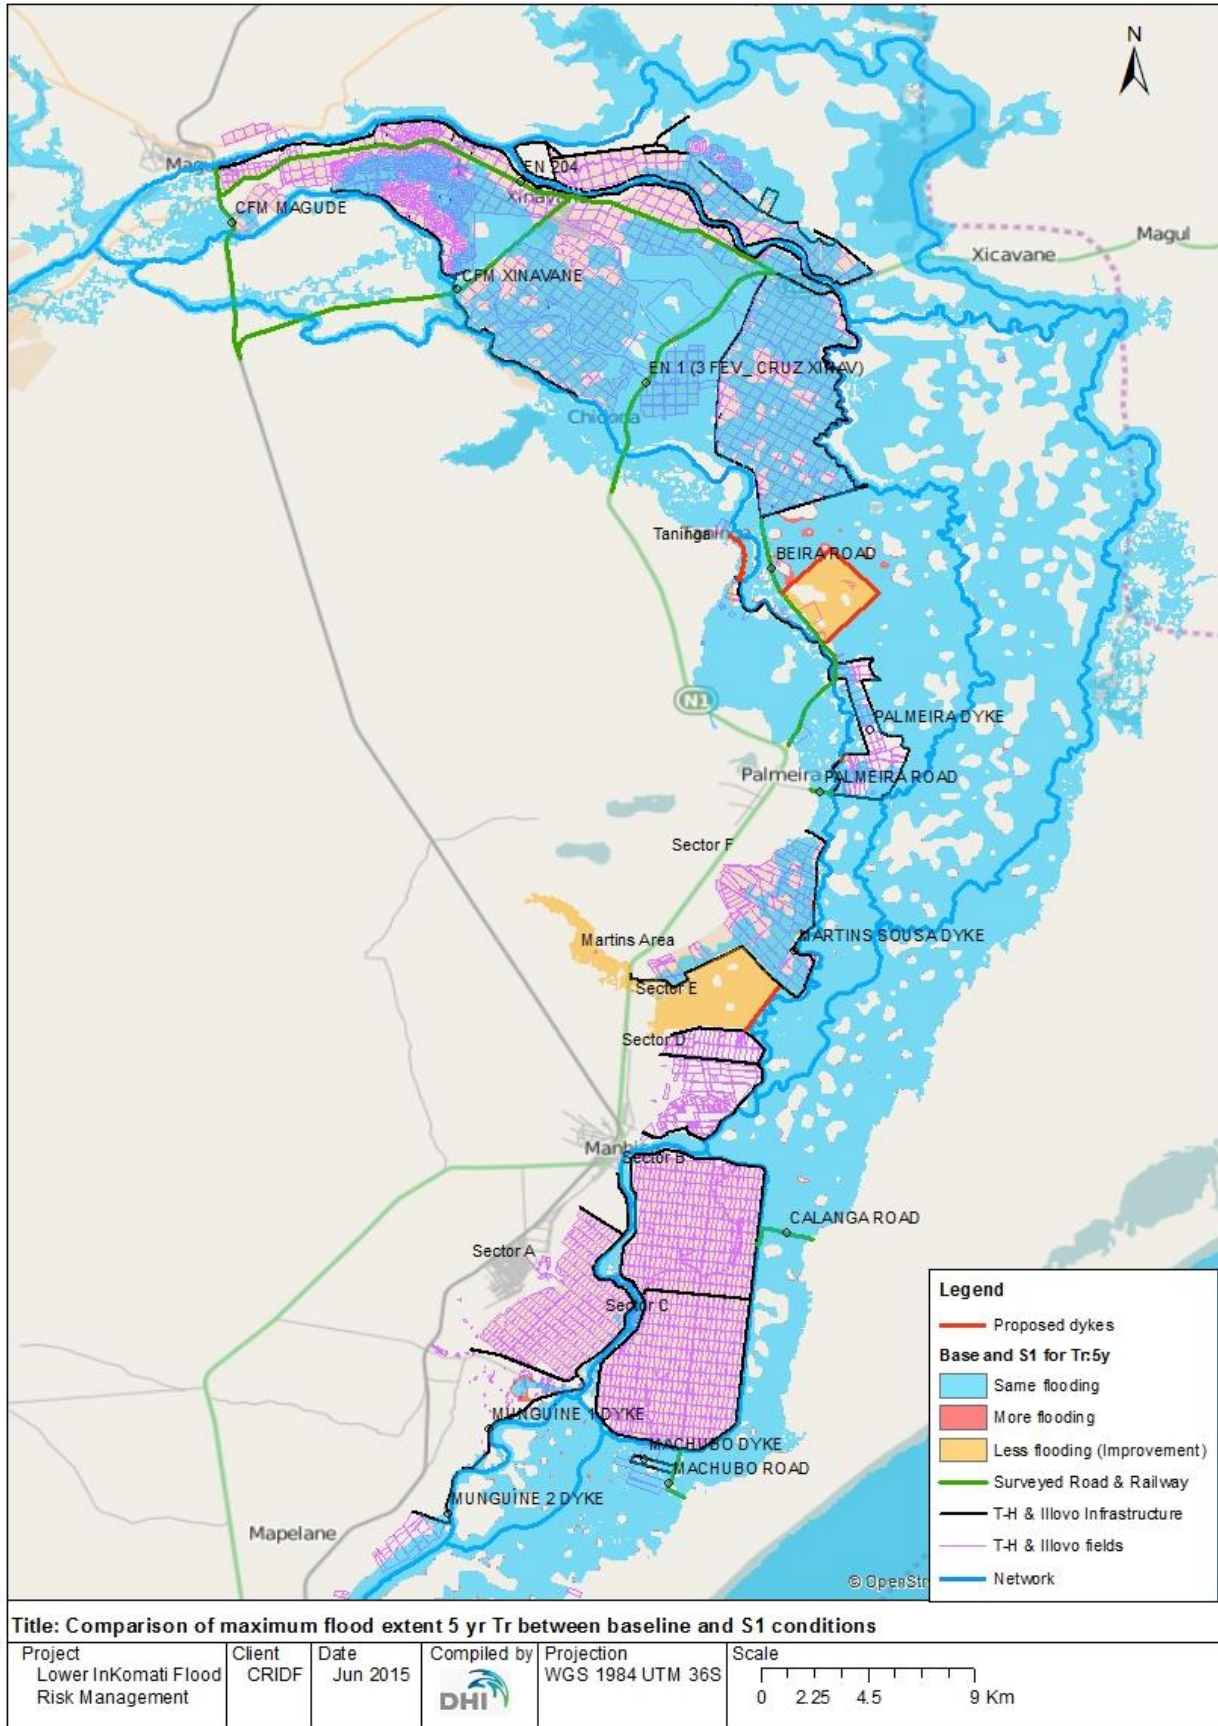 N
EN 204
CFM MAGUDE
Magul
Xicavane
CFM XINAVANE
EN 1 (3 FEV_ CRUZ XINAV)
Taninga
BEIRA ROAD
N1
PALMEIRA DYKE
Palmeira
PALMEIRA ROAD
Sector F
Martins Area
MARTINS SOUSA DYKE
Sector E
Sector D
Sector B
CALANGA ROAD
Sector A
Sector C
MUNGUINE 1 DYKE
MACHUBO DYKE
MACHUBO ROAD
MUNGUINE 2 DYKE
Mapelane
Legend
Proposed dykes
Base and S1 for Tr:5y
Same flooding
More flooding
Less flooding (Improvement)
Surveyed Road & Railway
T-H & Illovo Infrastructure
T-H & Illovo fields
Network
Title: Comparison of maximum flood extent 5 yr Tr between baseline and S1 conditions
Project
Lower InKomati Flood
Risk Management
Client
CRIDF
Date
Jun 2015
Compiled by
DHI
Projection
WGS 1984 UTM 36S
Scale
0 2.25 4.5 9 Km